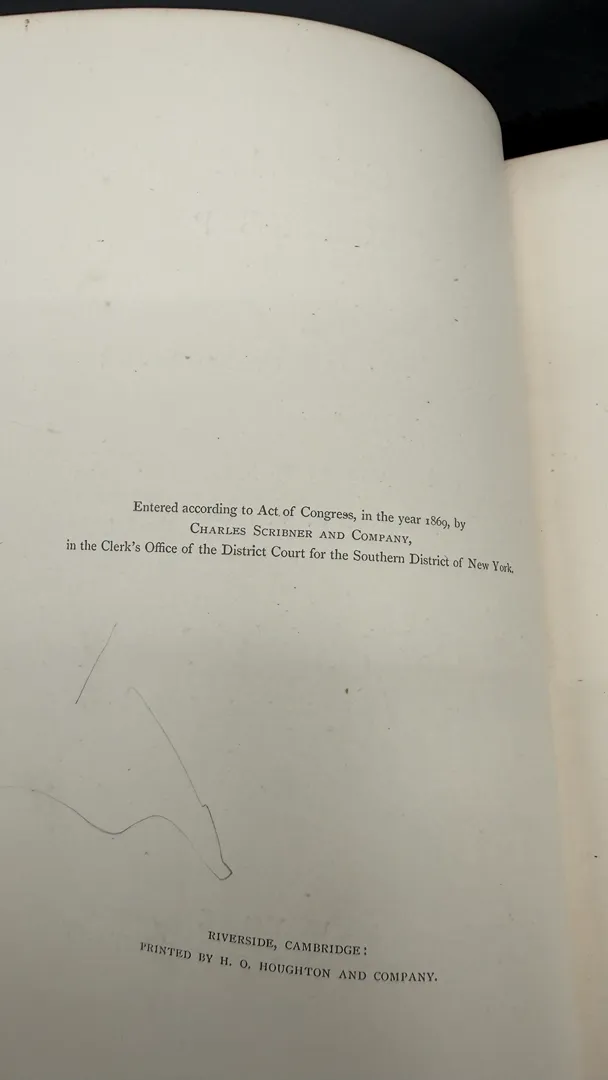 Entered according to Act of Congress, in the year 1869, by
CHARLES SCRIBNER AND COMPANY,
in the Clerk's Office of the District Court for the Southern District of New York.
RIVERSIDE, CAMBRIDGE:
PRINTED BY H. O. HOUGHTON AND COMPANY.